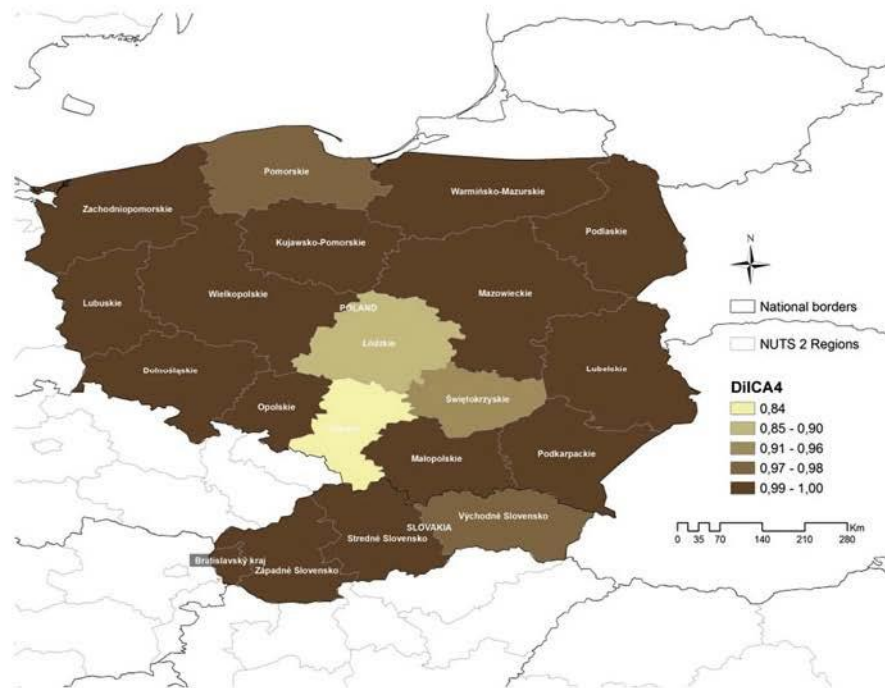 Pomorskie
Warmińsko-Mazurskie
Zachodniopomorskie
Podlaskie
Kujawsko-Pomorskie
N
Lubuskie
Wielkopolskie
Mazowieckie
POLAND
National borders
Łódzkie
NUTS 2 Regions
Dolnośląskie
Lubelskie
DilCA4
Opolskie
Świętokrzyskie
0,84
0,85 - 0,90
0,91 - 0,96
Małopolskie
Podkarpackie
0,97 - 0,98
0,99 - 1,00
Východné Slovensko
SLOVAKIA
Stredné Slovensko
Km
0 35 70 140 210 280
Bratislavský kraj
Západné Slovensko